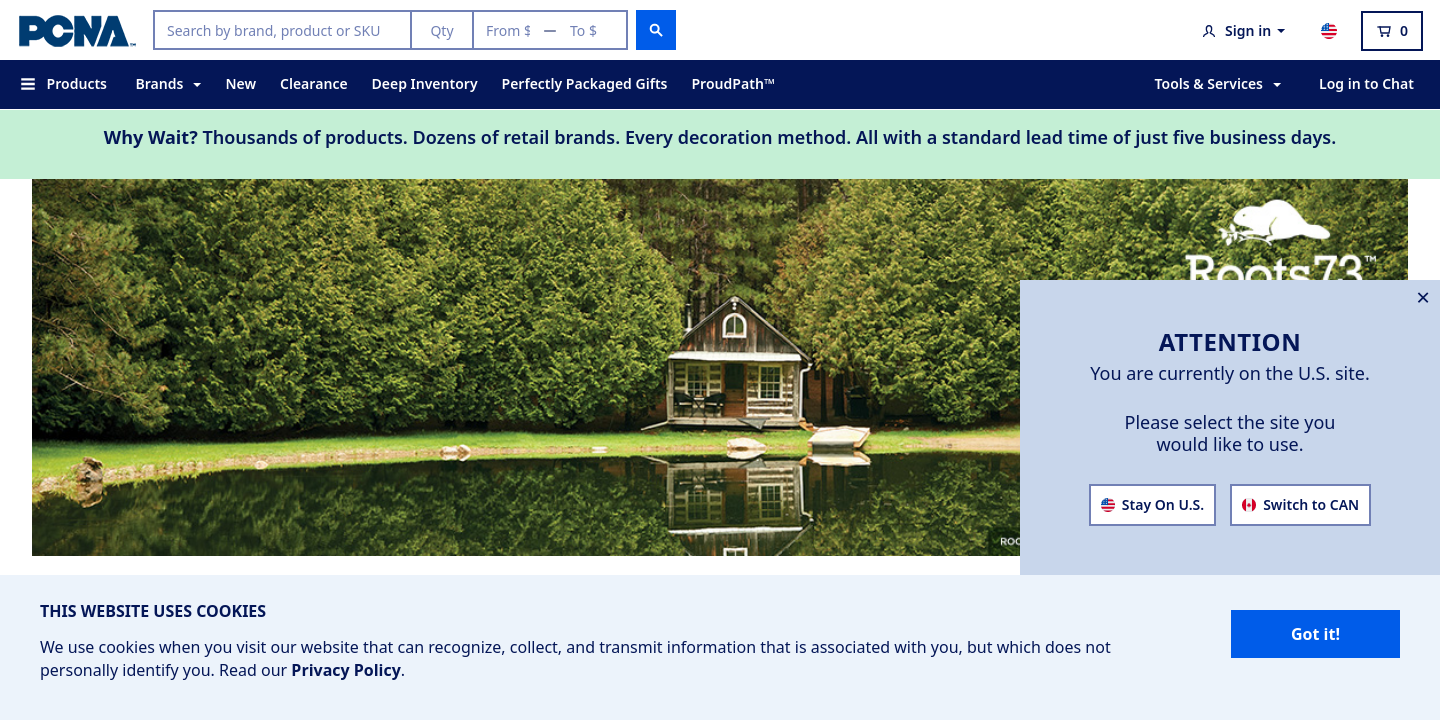 PCNA™
Search by brand, product or SKU
Qty
From $ — To $
Sign in
0
Products
Brands
New
Clearance
Deep Inventory
Perfectly Packaged Gifts
ProudPath™
Tools & Services
Log in to Chat
Why Wait? Thousands of products. Dozens of retail brands. Every decoration method. All with a standard lead time of just five business days.
Roots73™
ATTENTION
You are currently on the U.S. site.
Please select the site you
would like to use.
Stay On U.S.
Switch to CAN
THIS WEBSITE USES COOKIES
We use cookies when you visit our website that can recognize, collect, and transmit information that is associated with you, but which does not
personally identify you. Read our Privacy Policy.
Got it!